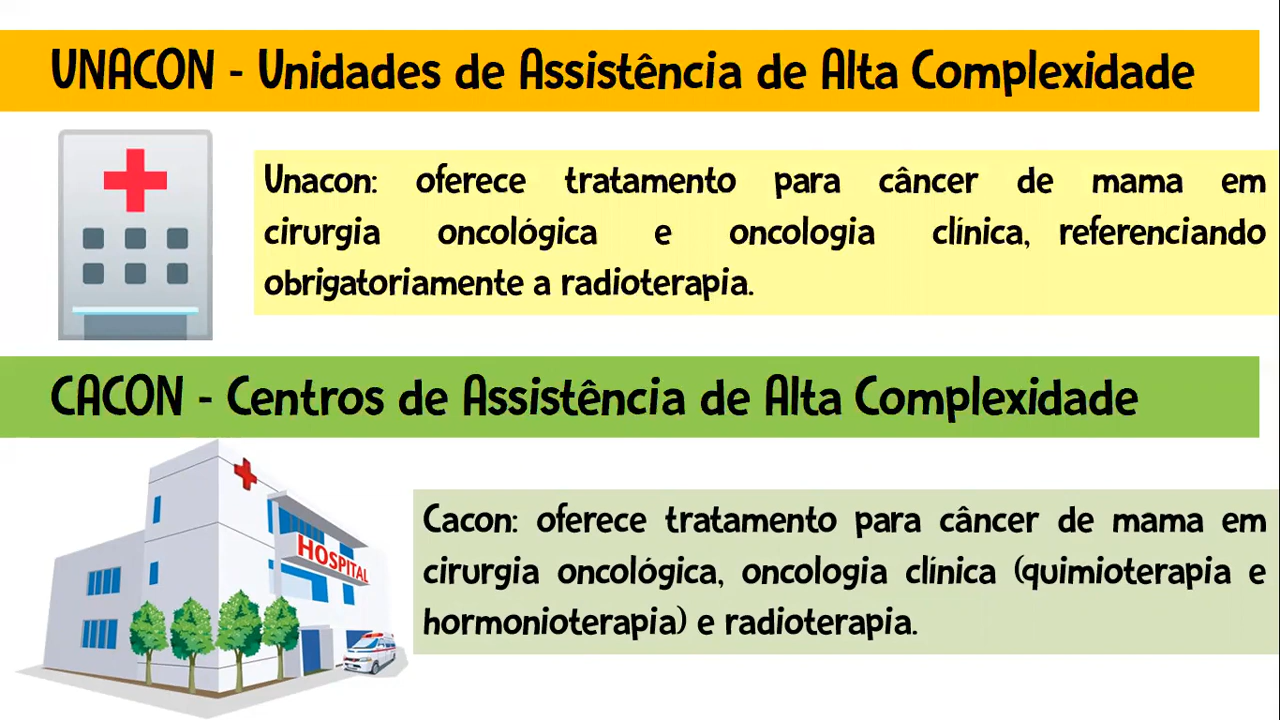 UNACON - Unidades de Assistência de Alta Complexidade
Unacon: oferece tratamento para câncer de mama em
cirurgia oncológica e oncologia clínica, referenciando
obrigatoriamente a radioterapia.
CACON - Centros de Assistência de Alta Complexidade
HOSPITAL
Cacon: oferece tratamento para câncer de mama em
cirurgia oncológica, oncologia clínica (quimioterapia e
hormonioterapia) e radioterapia.